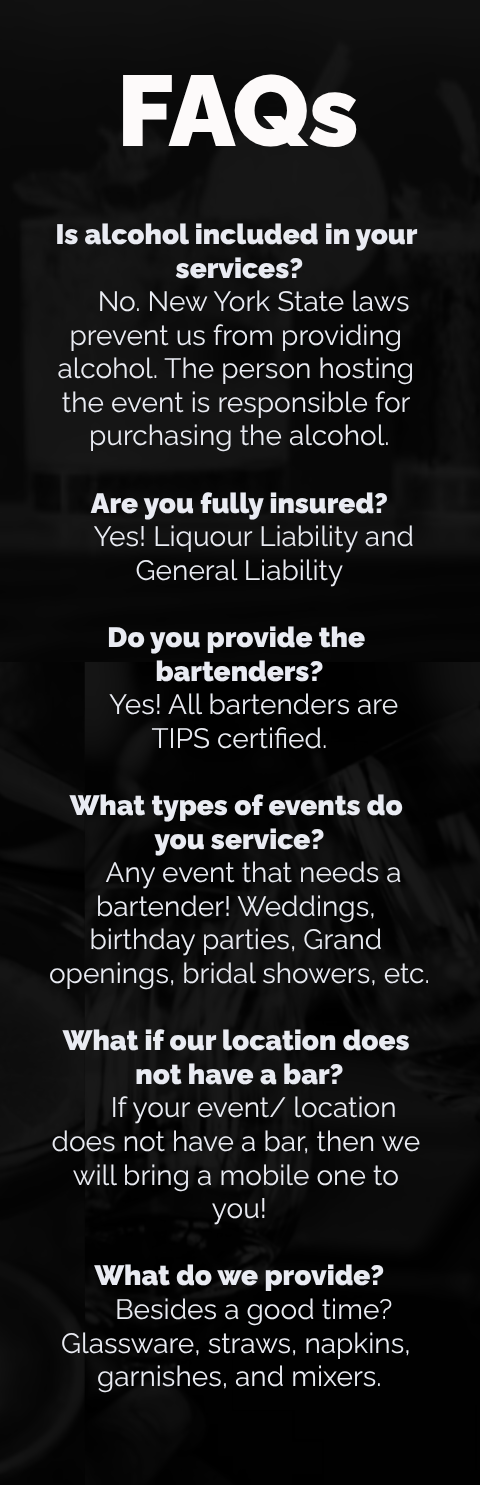 FAQs
Is alcohol included in your
services?
No. New York State laws
prevent us from providing
alcohol. The person hosting
the event is responsible for
purchasing the alcohol.
Are you fully insured?
Yes! Liquour Liability and
General Liability
Do you provide the
bartenders?
Yes! All bartenders are
TIPS certified.
What types of events do
you service?
Any event that needs a
bartender! Weddings,
birthday parties, Grand
openings, bridal showers, etc.
What if our location does
not have a bar?
If your event/ location
does not have a bar, then we
will bring a mobile one to
you!
What do we provide?
Besides a good time?
Glassware, straws, napkins,
garnishes, and mixers.